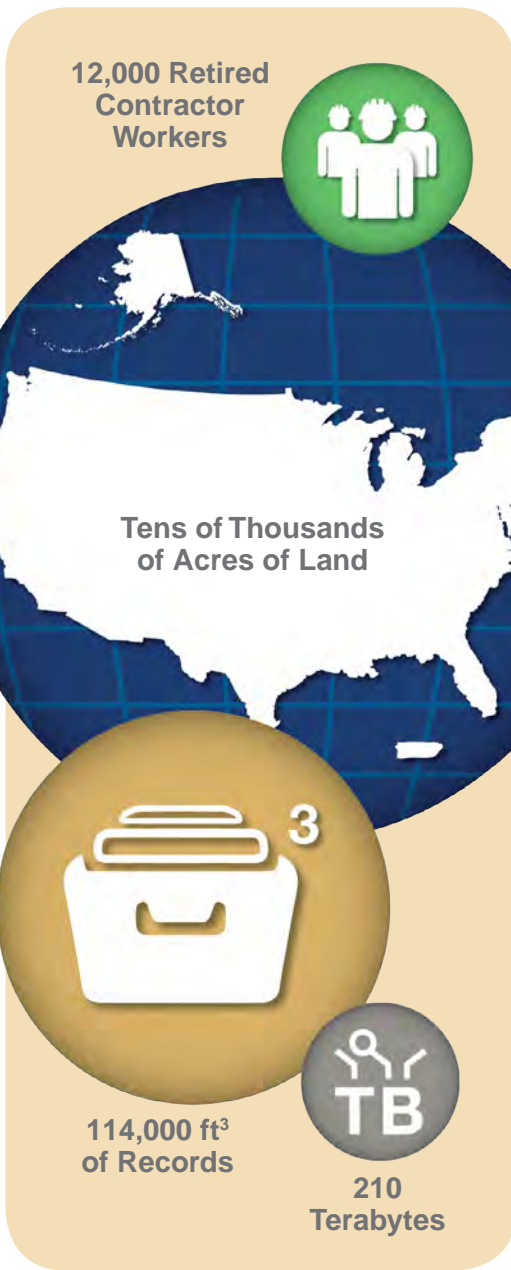 12,000 Retired
Contractor
Workers
Tens of Thousands
of Acres of Land
3
114,000 ft³
of Records
TB
210
Terabytes